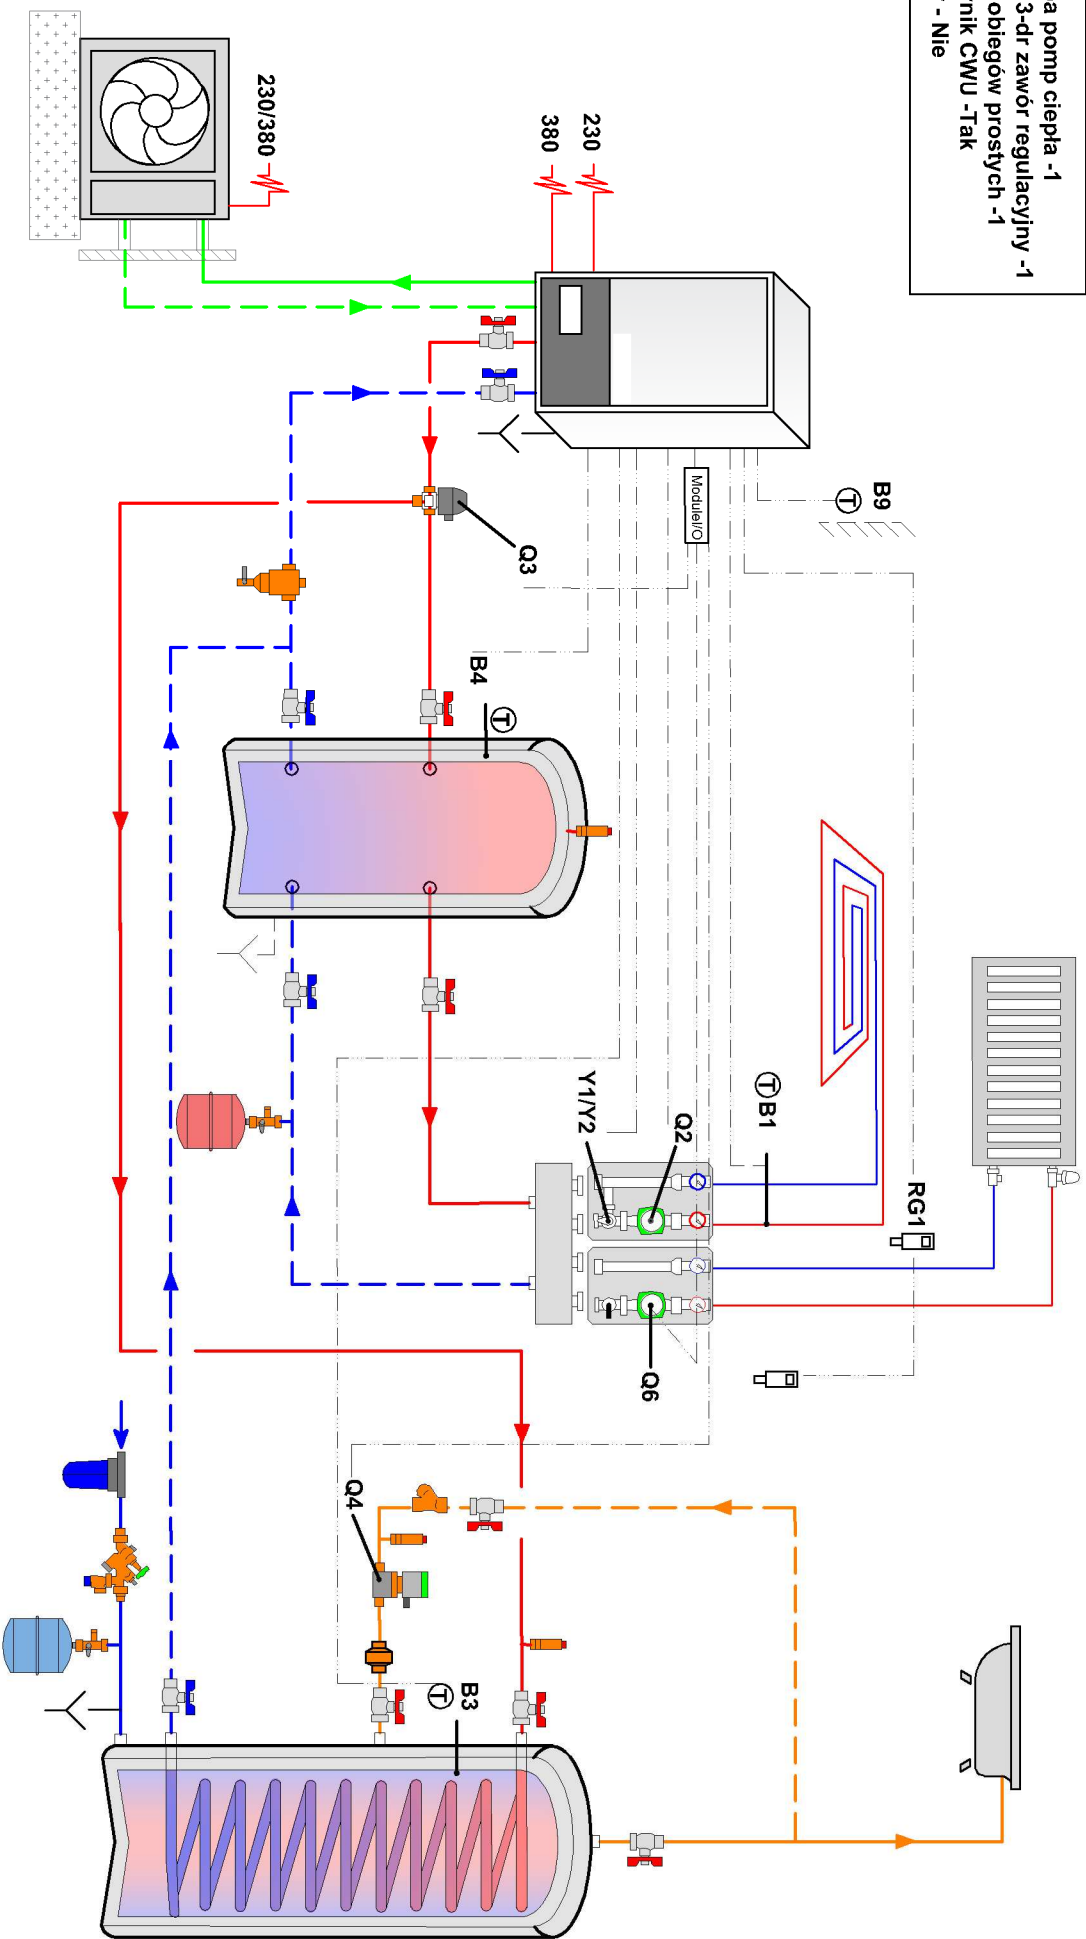 a pomp ciepła -1
3-dr zawór regulacyjny -1
obiegów prostych -1
nik CWU -Tak
- Nie
230/380
380
230
B9
T
ModuleI/O
Q3
B4
T
T B1
Y1/Y2
Q2
RG1
Q6
Q4
B3
T